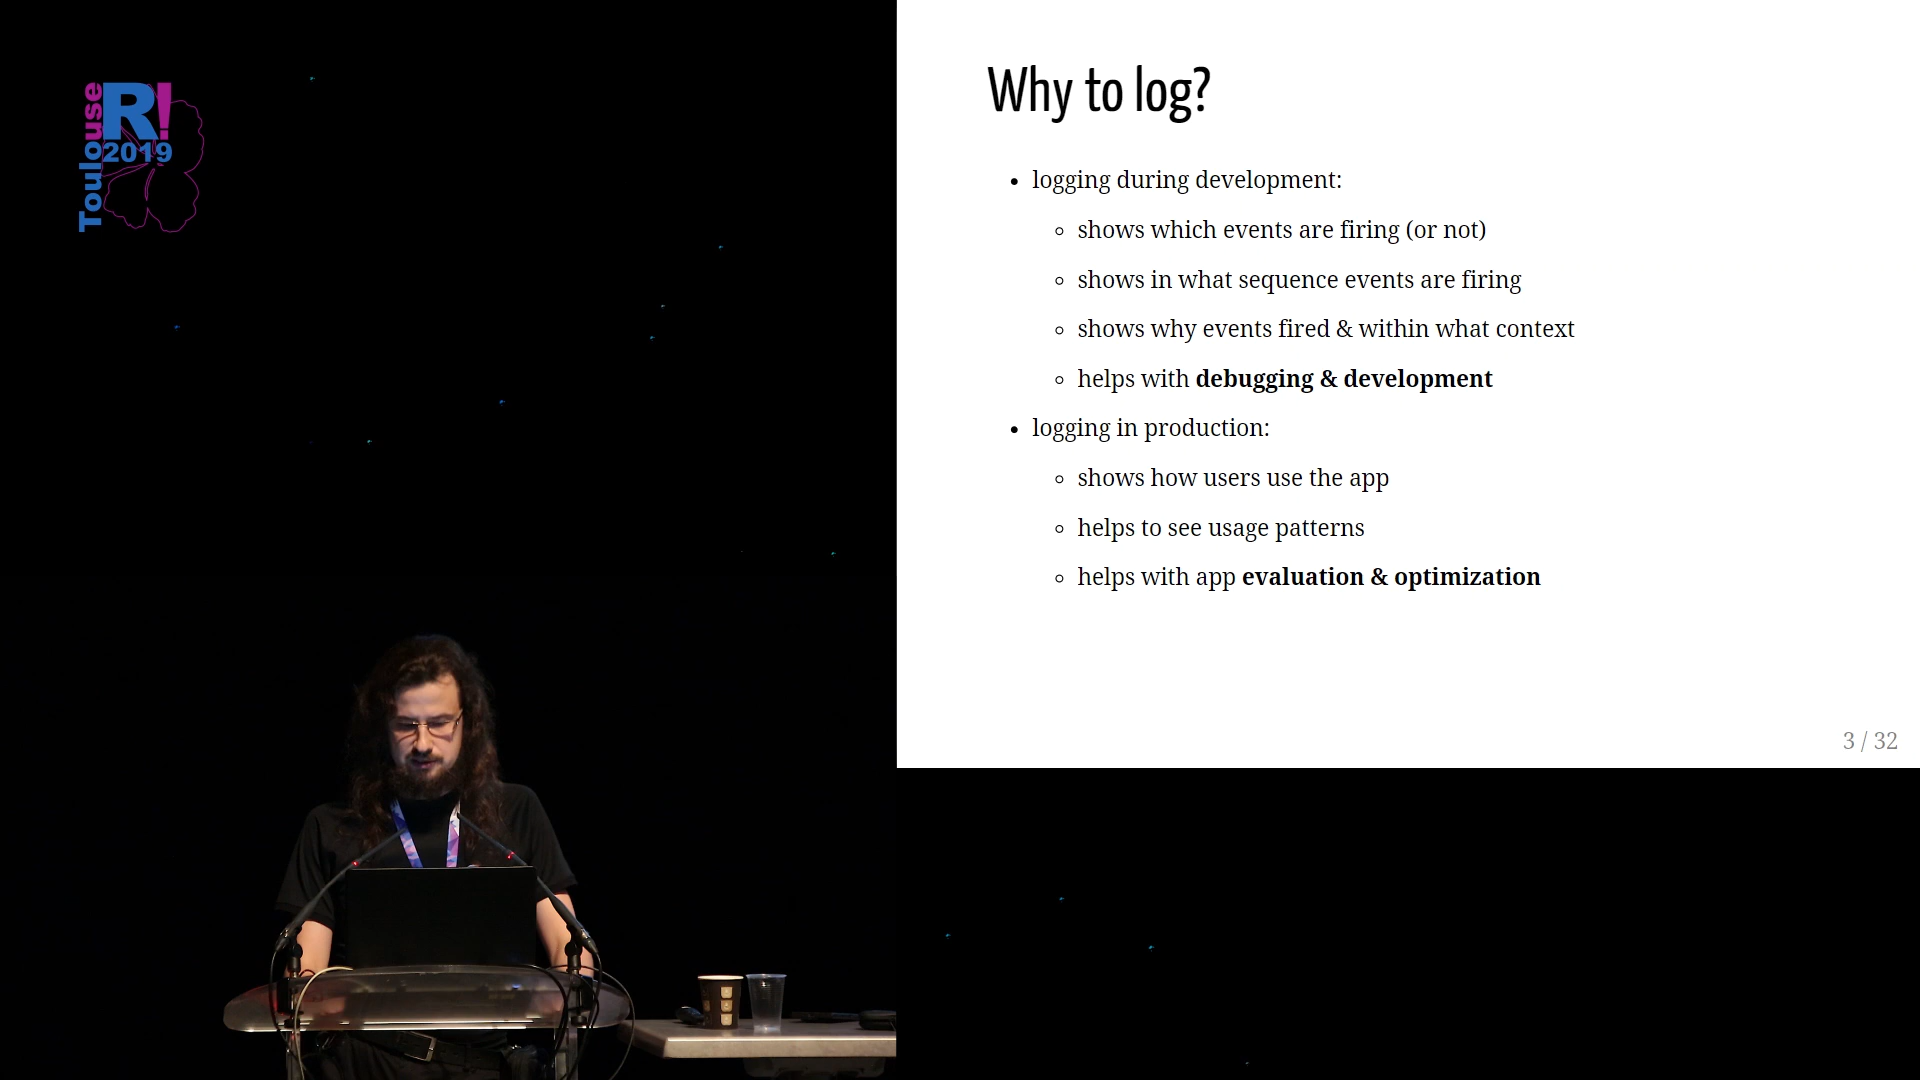 Toulouse
R!
2019
Why to log?
• logging during development:
◦ shows which events are firing (or not)
◦ shows in what sequence events are firing
◦ shows why events fired & within what context
◦ helps with debugging & development
• logging in production:
◦ shows how users use the app
◦ helps to see usage patterns
◦ helps with app evaluation & optimization
3 / 32